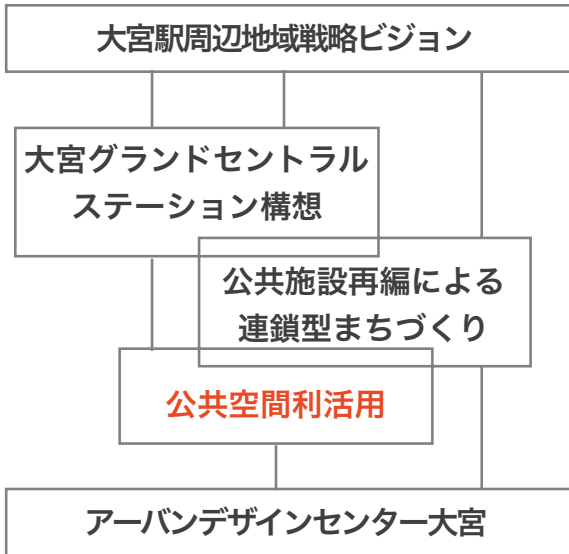 大宮駅周辺地域戦略ビジョン
大宮グランドセントラル
ステーション構想
公共施設再編による
連鎖型まちづくり
公共空間利活用
アーバンデザインセンター大宮